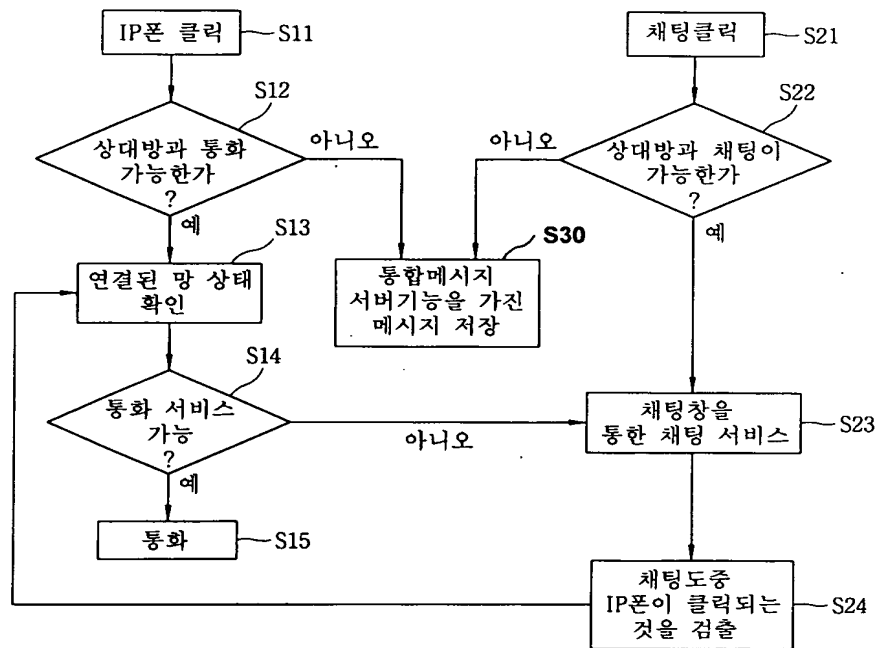 IP폰 클릭
S11
채팅클릭
S21
S12
상대방과 통화
가능한가
?
아니오
예
S22
상대방과 채팅이
가능한가
?
아니오
예
S13
연결된 망 상태
확인
S30
통합메시지
서버기능을 가진
메시지 저장
S14
통화 서비스
가능
?
아니오
예
채팅창을
통한 채팅 서비스
S23
통화
S15
채팅도중
IP폰이 클릭되는
것을 검출
S24